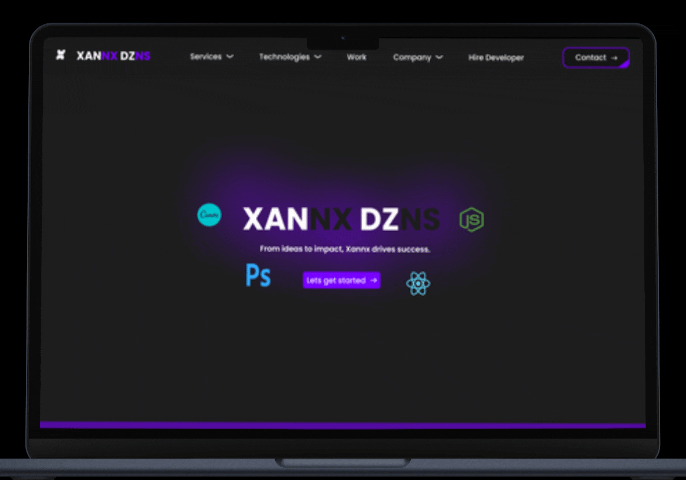 XANNX DZNS
Services
Technologies
Work
Company
Hire Developer
Contact →
Canva
XANNX DZNS
JS
From ideas to impact, Xannx drives success.
Ps
Lets get started →